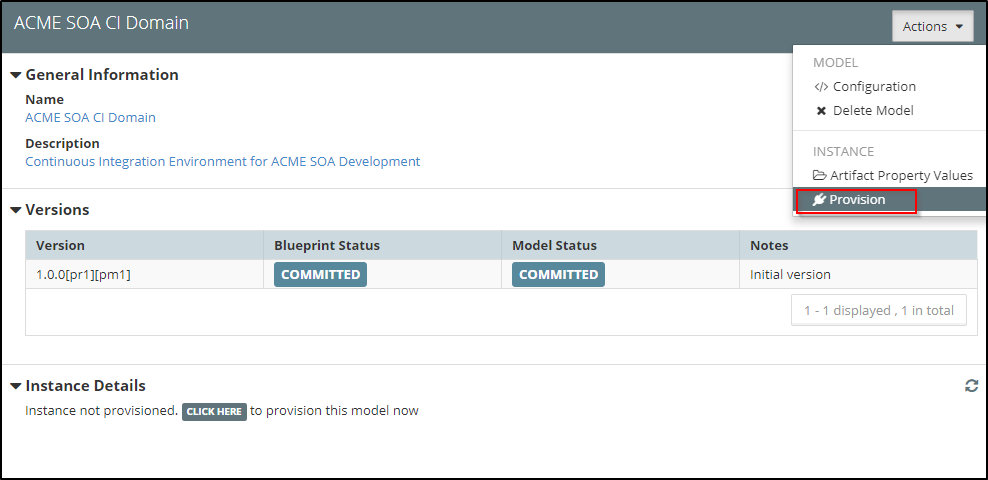 ACME SOA CI Domain
Actions
MODEL
Configuration
Delete Model
INSTANCE
Artifact Property Values
Provision
General Information
Name
ACME SOA CI Domain
Description
Continuous Integration Environment for ACME SOA Development
Versions
Version Blueprint Status Model Status Notes
1.0.0[pr1][pm1] COMMITTED COMMITTED Initial version
1 - 1 displayed , 1 in total
Instance Details
Instance not provisioned. CLICK HERE to provision this model now